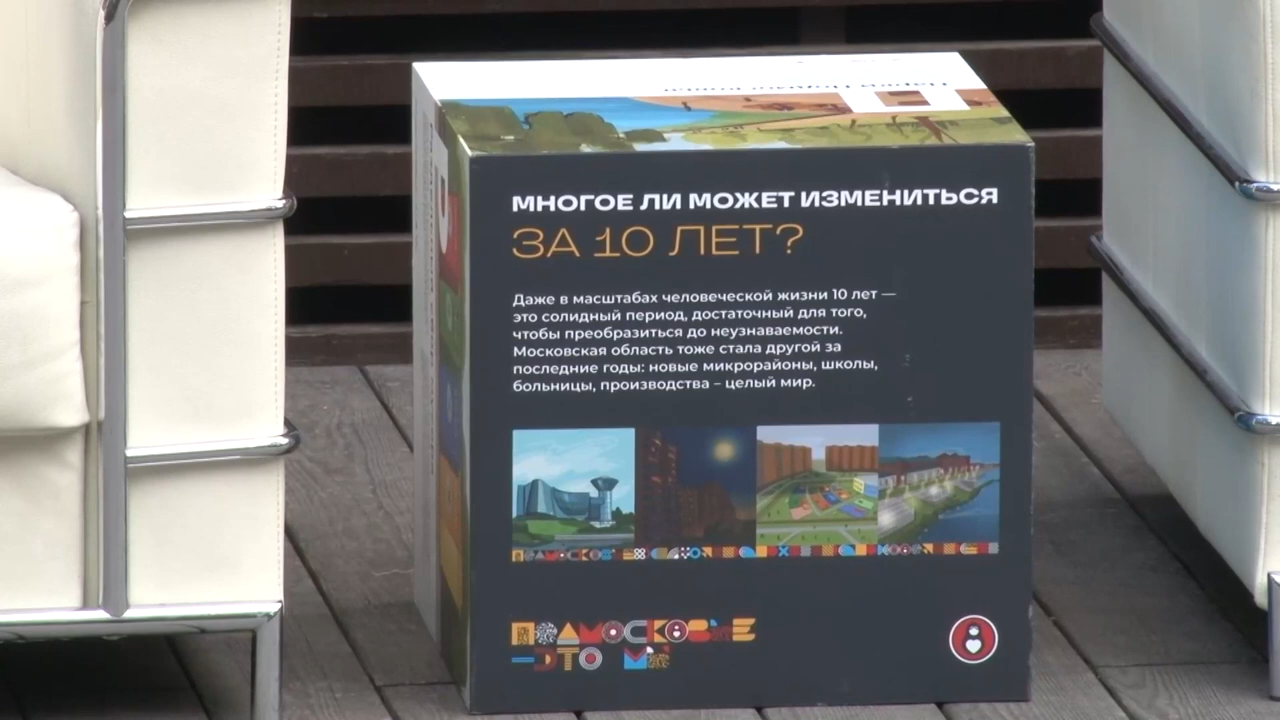 МНОГОЕ ЛИ МОЖЕТ ИЗМЕНИТЬСЯ
ЗА 10 ЛЕТ?
Даже в масштабах человеческой жизни 10 лет —
это солидный период, достаточный для того,
чтобы преобразиться до неузнаваемости.
Московская область тоже стала другой за
последние годы: новые микрорайоны, школы,
больницы, производства – целый мир.
ПОДМОСКОВЬЕ
–ЭТО МЫ